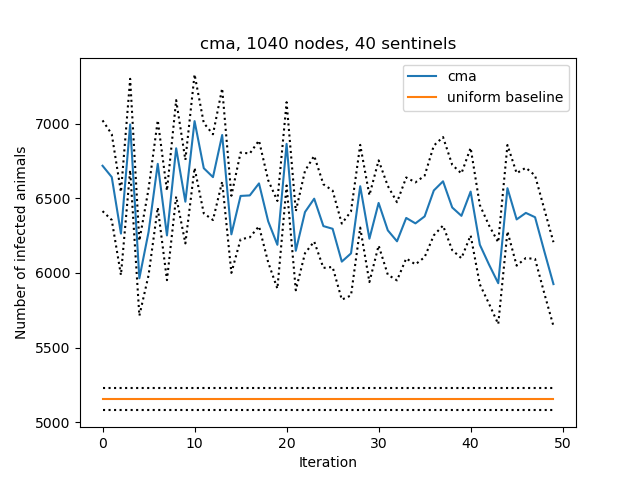 cma, 1040 nodes, 40 sentinels
cma
uniform baseline
Number of infected animals
7000
6500
6000
5500
5000
0 10 20 30 40 50
Iteration